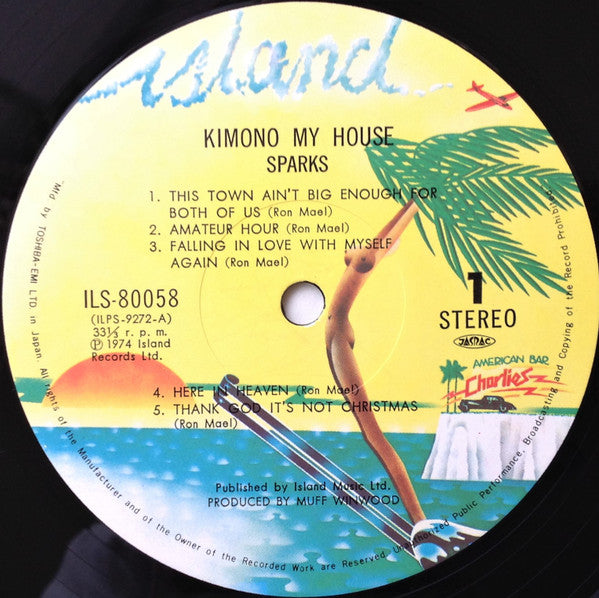 island
KIMONO MY HOUSE
SPARKS
1. THIS TOWN AIN'T BIG ENOUGH FOR
BOTH OF US (Ron Mael)
2. AMATEUR HOUR (Ron Mael)
3. FALLING IN LOVE WITH MYSELF
AGAIN (Ron Mael)
ILS-80058
(ILPS-9272-A)
33⅓ r. p. m.
Ⓟ 1974 Island
Records Ltd.
1
STEREO
JASRAC
AMERICAN BAR
Charlies
4. HERE IN HEAVEN (Ron Mael)
5. THANK GOD IT'S NOT CHRISTMAS
(Ron Mael)
Published by Island Music Ltd.
PRODUCED BY MUFF WINWOOD
Mfd by TOSHIBA-EMI LTD. in Japan. All rights of the Manufacturer and of the Owner of the Recorded Work are Reserved. Unauthorized Public Performance, Broadcasting and Copying of the Record Prohibited